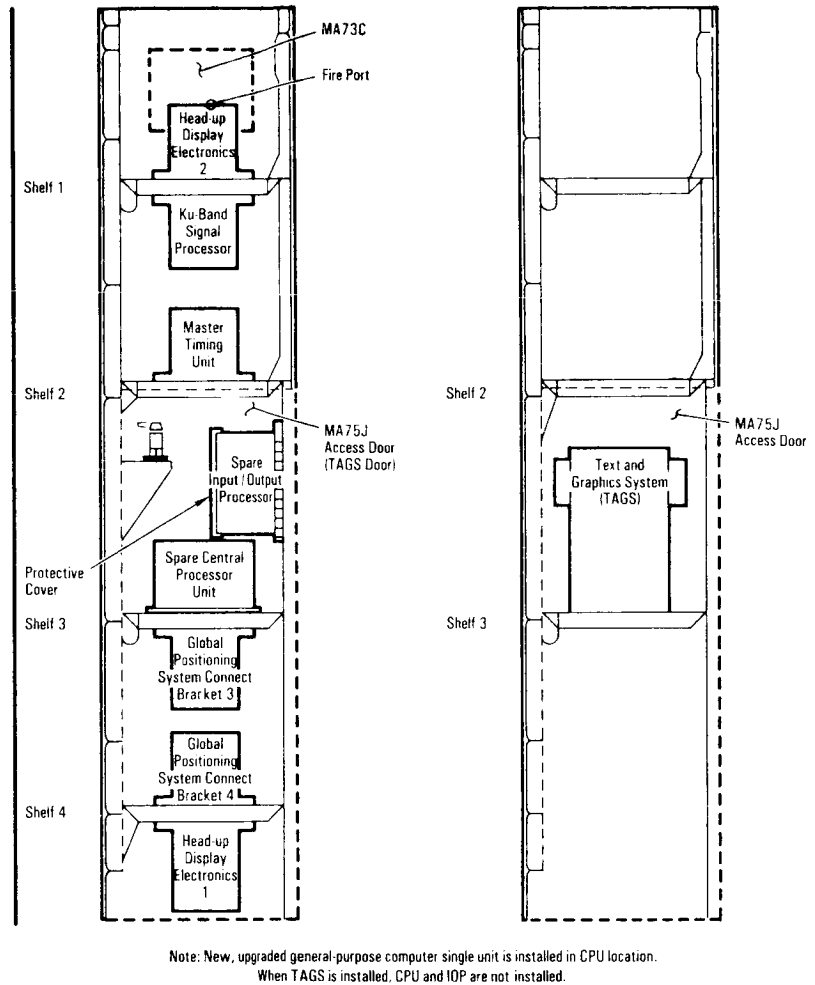 MA73C
Fire Port
Head-up
Display
Electronics
2
Shelf 1
Ku-Band
Signal
Processor
Master
Timing
Unit
Shelf 2
MA75J
Access Door
(TAGS Door)
Spare
Input/Output
Processor
Protective
Cover
Spare Central
Processor
Unit
Shelf 3
Global
Positioning
System Connect
Bracket 3
Global
Positioning
System Connect
Bracket 4
Shelf 4
Head-up
Display
Electronics
1
Shelf 2
MA75J
Access Door
Text and
Graphics System
(TAGS)
Shelf 3
Note: New, upgraded general-purpose computer single unit is installed in CPU location.
When TAGS is installed, CPU and IOP are not installed.